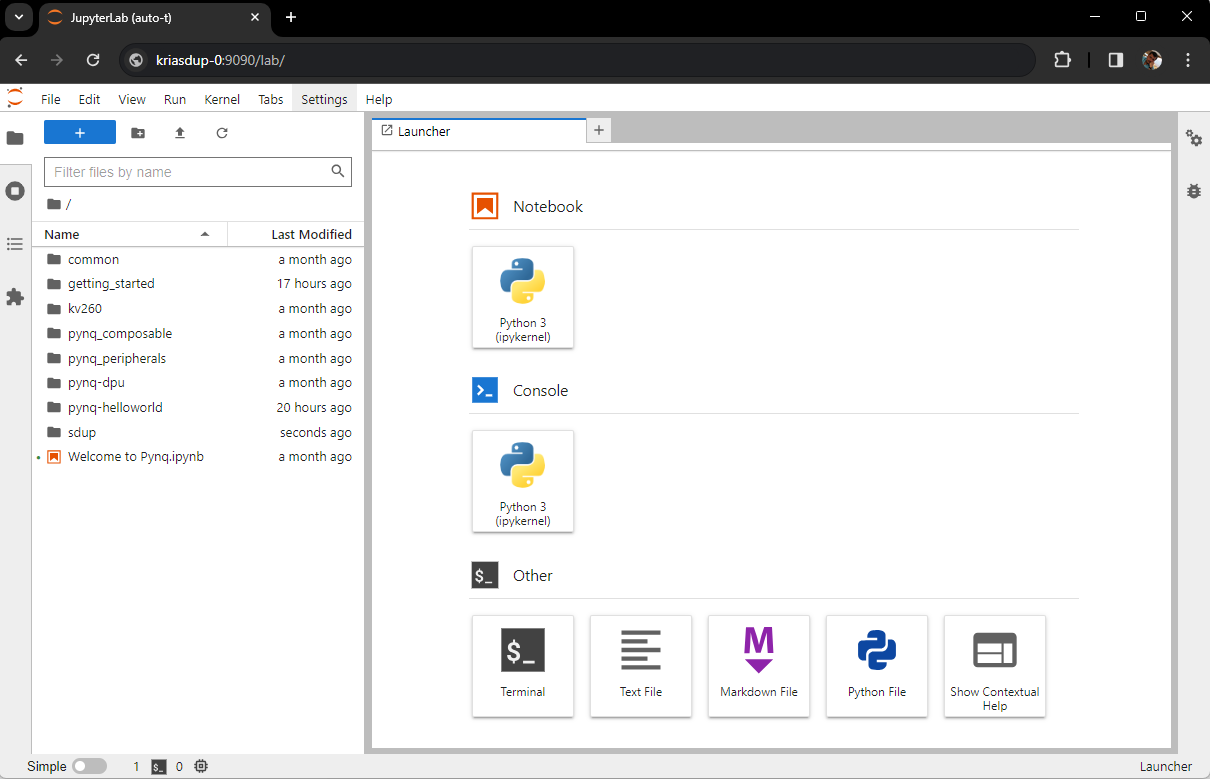 JupyterLab (auto-t)
kriasdup-0:9090/lab/
File Edit View Run Kernel Tabs Settings Help
Launcher
Filter files by name
/
Name Last Modified
common a month ago
getting_started 17 hours ago
kv260 a month ago
pynq_composable a month ago
pynq_peripherals a month ago
pynq-dpu a month ago
pynq-helloworld 20 hours ago
sdup seconds ago
Welcome to Pynq.ipynb a month ago
Notebook
Python 3
(ipykernel)
Console
Python 3
(ipykernel)
$_ Other
$_
M
Terminal Text File Markdown File Python File Show Contextual
Help
Simple 1 $_ 0 Launcher